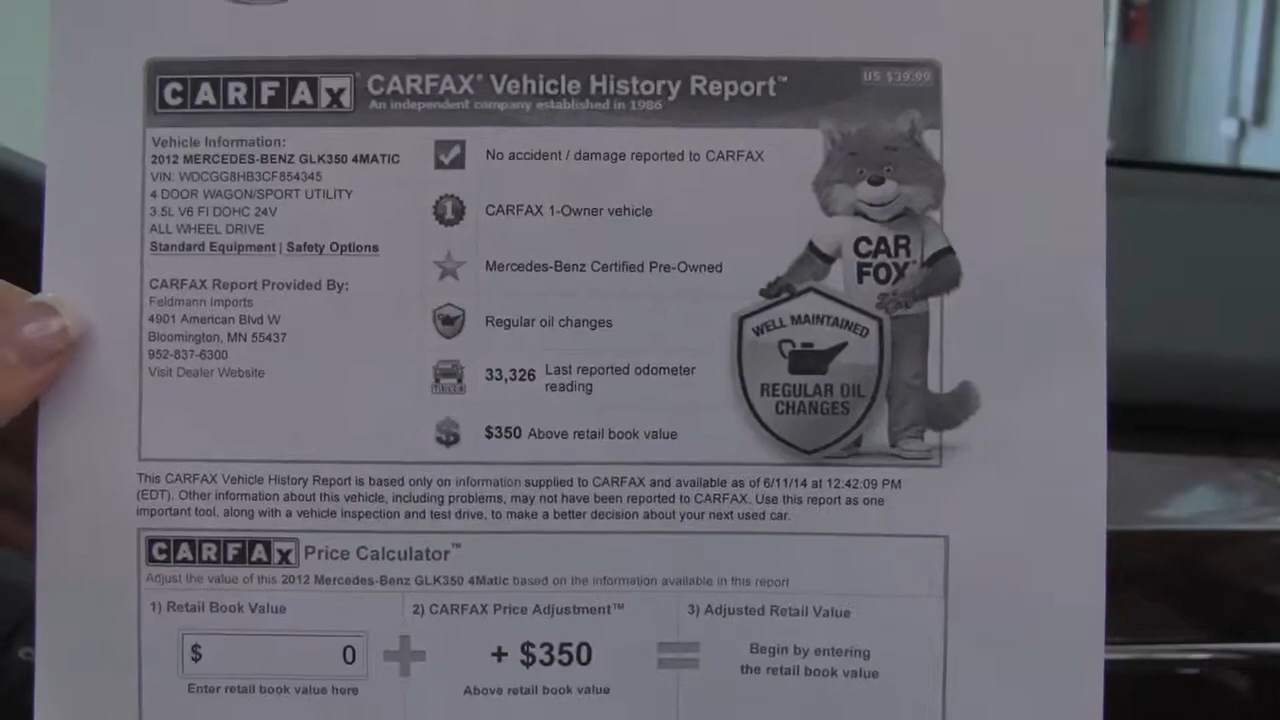 CARFAX CARFAX® Vehicle History Report™ US $39.99
An independent company established in 1986
Vehicle Information:
2012 MERCEDES-BENZ GLK350 4MATIC
VIN: WDCGG8HB3CF854345
4 DOOR WAGON/SPORT UTILITY
3.5L V6 FI DOHC 24V
ALL WHEEL DRIVE
Standard Equipment | Safety Options
CARFAX Report Provided By:
Feldmann Imports
4901 American Blvd W
Bloomington, MN 55437
952-837-6300
Visit Dealer Website
No accident / damage reported to CARFAX
1 CARFAX 1-Owner vehicle
Mercedes-Benz Certified Pre-Owned
Regular oil changes
33,326 Last reported odometer
reading
$ $350 Above retail book value
CAR
FOX®
WELL MAINTAINED
REGULAR OIL
CHANGES
This CARFAX Vehicle History Report is based only on information supplied to CARFAX and available as of 6/11/14 at 12:42:09 PM
(EDT). Other information about this vehicle, including problems, may not have been reported to CARFAX. Use this report as one
important tool, along with a vehicle inspection and test drive, to make a better decision about your next used car.
CARFAX Price Calculator™
Adjust the value of this 2012 Mercedes-Benz GLK350 4Matic based on the information available in this report
1) Retail Book Value 2) CARFAX Price Adjustment™ 3) Adjusted Retail Value
$ 0 + + $350 = Begin by entering
the retail book value
Enter retail book value here Above retail book value